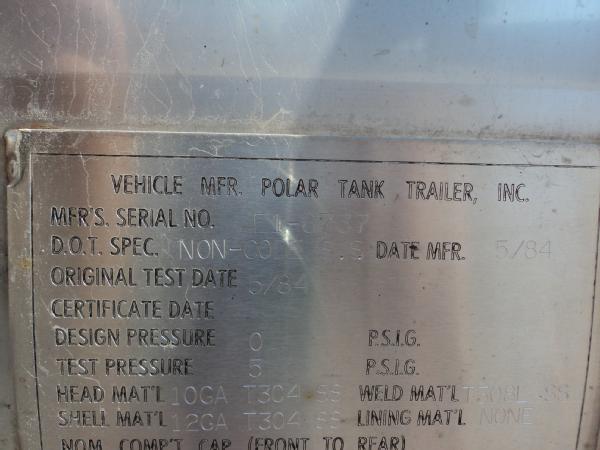 VEHICLE MFR. POLAR TANK TRAILER, INC.
MFR'S. SERIAL NO.
D.O.T. SPEC. DATE MFR. 5/84
ORIGINAL TEST DATE 5/84
CERTIFICATE DATE
DESIGN PRESSURE 0 P.S.I.G.
TEST PRESSURE 5 P.S.I.G.
HEAD MAT'L 10GA T304 SS WELD MAT'L SS
SHELL MAT'L 12GA T304 SS LINING MAT'L NONE
NOM. COMP'T CAP. (FRONT TO REAR)